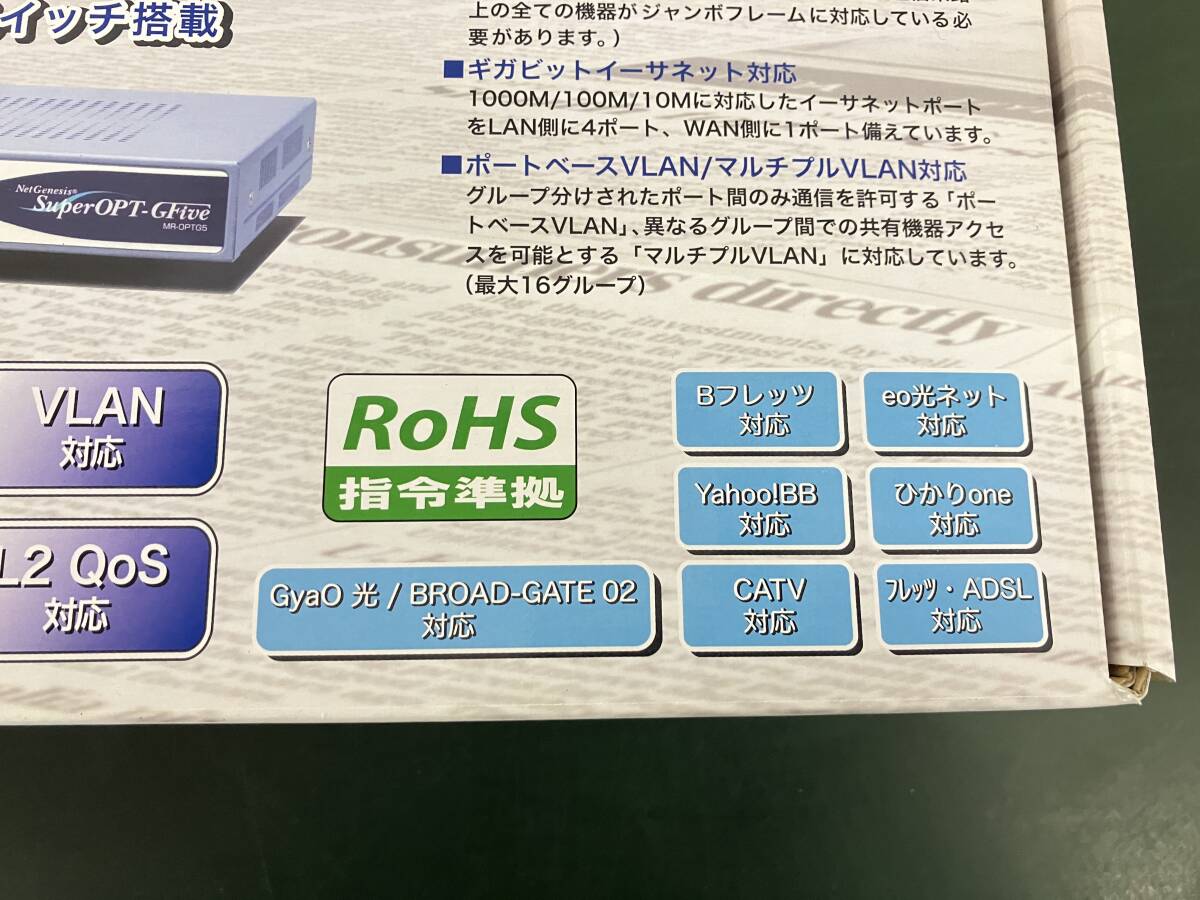 イッチ搭載
上の全ての機器がジャンボフレームに対応している必
要があります。)
■ギガビットイーサネット対応
1000M/100M/10Mに対応したイーサネットポート
をLAN側に4ポート、WAN側に1ポート備えています。
■ポートベースVLAN/マルチプルVLAN対応
グループ分けされたポート間のみ通信を許可する「ポー
トベースVLAN」、異なるグループ間での共有機器アクセ
スを可能とする「マルチプルVLAN」に対応しています。
(最大16グループ)
NetGenesis®
SuperOPT-GFive
MR-OPTG5
directly
their investments by sell
VLAN
対応
L2 QoS
対応
RoHS
指令準拠
GyaO 光 / BROAD-GATE 02
対応
Bフレッツ
対応
eo光ネット
対応
Yahoo!BB
対応
ひかりone
対応
CATV
対応
フレッツ・ADSL
対応